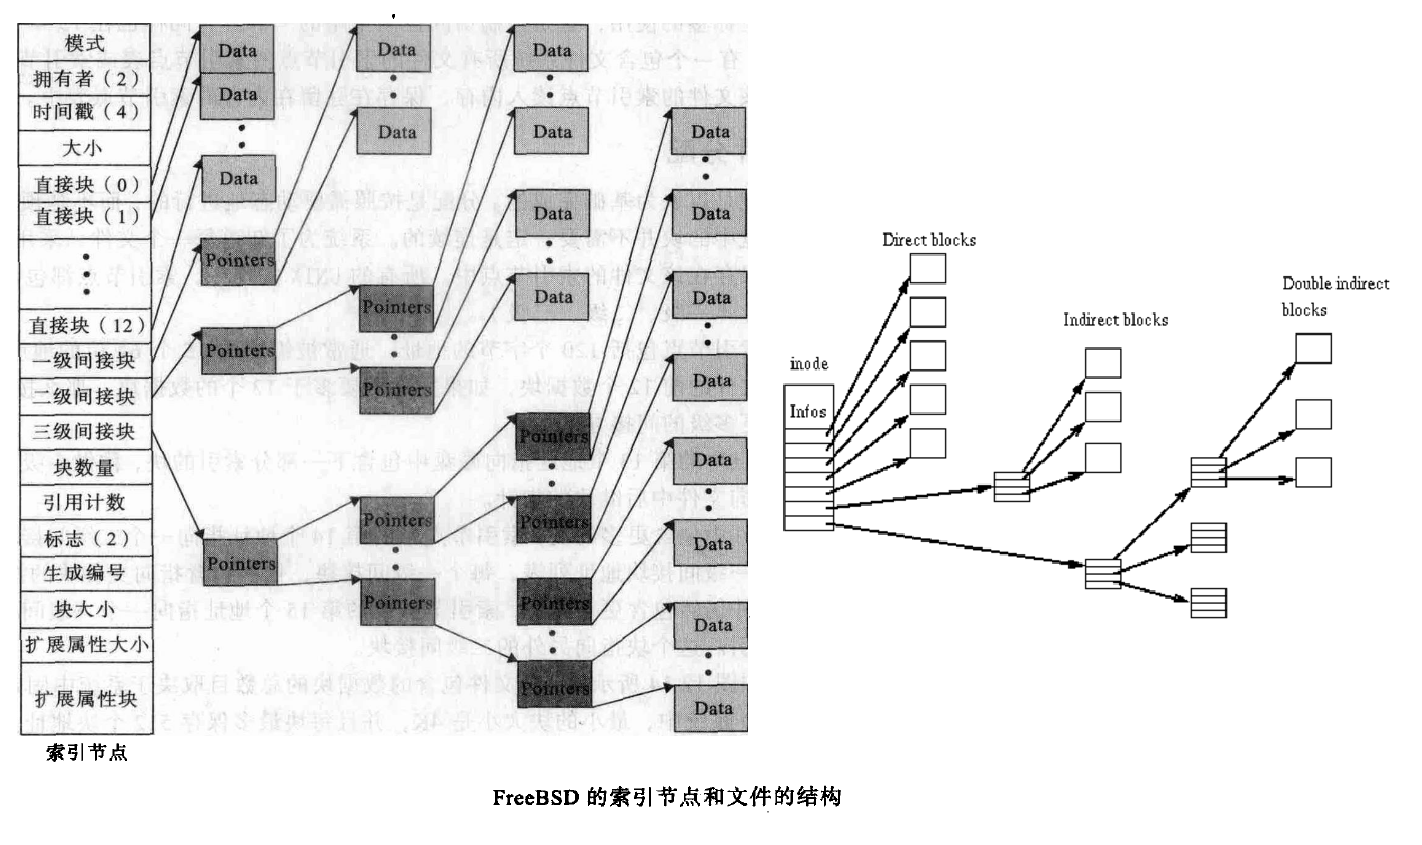 模式
拥有者（2）
时间戳（4）
大小
直接块（0）
直接块（1）
直接块（12）
一级间接块
二级间接块
三级间接块
块数量
引用计数
标志（2）
生成编号
块大小
扩展属性大小
扩展属性块
索引节点
Data
Data
Data
Pointers
Pointers
Pointers
Data
Data
Pointers
Pointers
Pointers
Pointers
Data
Data
Data
Data
Pointers
Pointers
Pointers
Pointers
Data
Data
Data
Data
Data
Data
Data
Data
inode
Infos
Direct blocks
Indirect blocks
Double indirect
blocks
FreeBSD 的索引节点和文件的结构